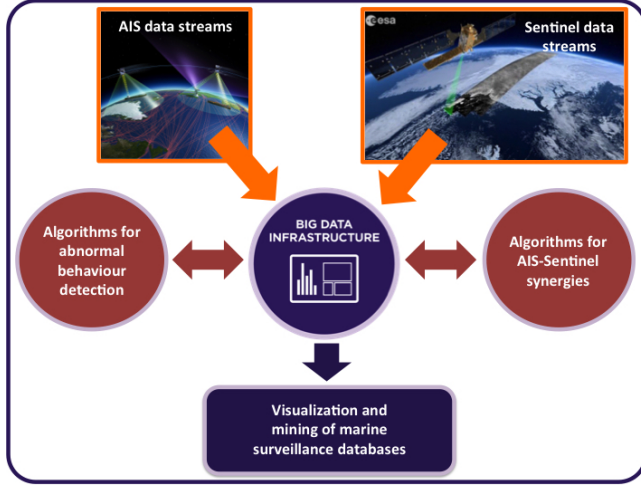 AIS data streams
esa
Sentinel data
streams
BIG DATA
INFRASTRUCTURE
Algorithms for
abnormal
behaviour
detection
Algorithms for
AIS-Sentinel
synergies
Visualization and
mining of marine
surveillance databases